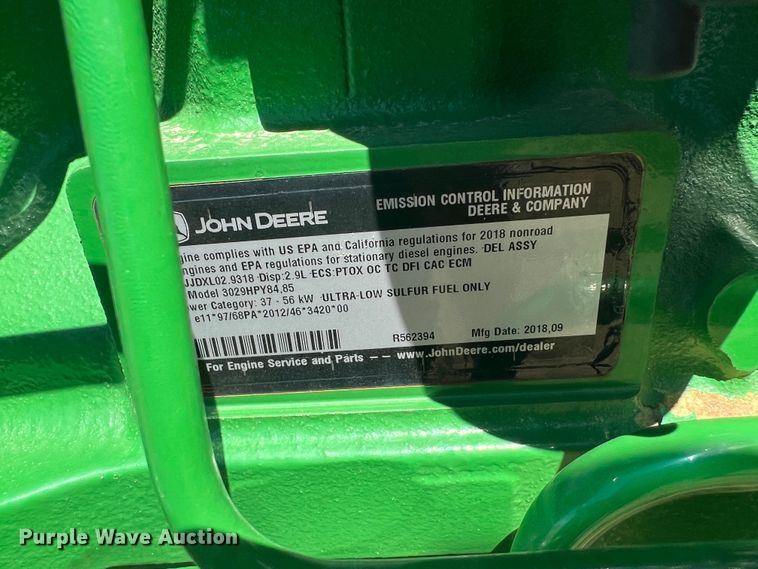 JOHN DEERE
EMISSION CONTROL INFORMATION
DEERE & COMPANY
gine complies with US EPA and California regulations for 2018 nonroad
engines and EPA regulations for stationary diesel engines. DEL ASSY
JJDXL02.9318 Disp:2.9L ECS:PTOX OC TC DFI CAC ECM
Model 3029HPY84,85
wer Category: 37 - 56 kW ULTRA-LOW SULFUR FUEL ONLY
e11*97/68PA*2012/46*3420*00
R562394 Mfg Date: 2018,09
For Engine Service and Parts -- www.JohnDeere.com/dealer
Purple Wave Auction